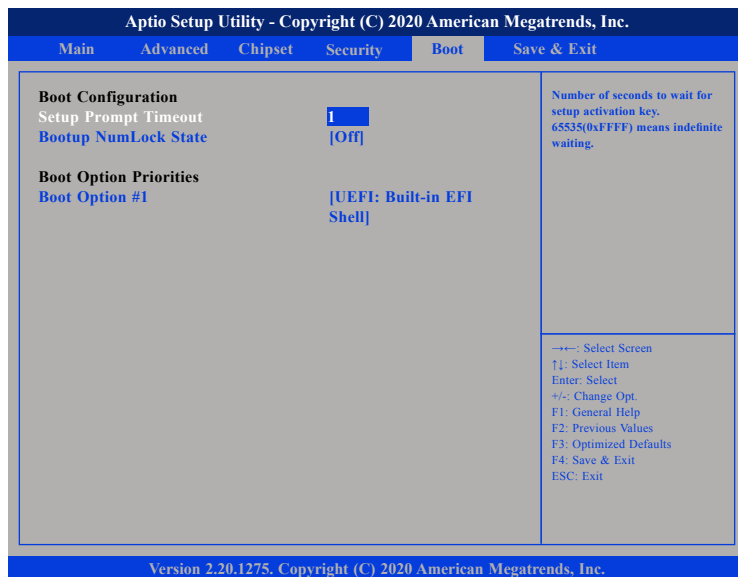 Aptio Setup Utility - Copyright (C) 2020 American Megatrends, Inc.
Main Advanced Chipset Security Boot Save & Exit
Boot Configuration
Setup Prompt Timeout 1
Bootup NumLock State [Off]
Boot Option Priorities
Boot Option #1 [UEFI: Built-in EFI
Shell]
Number of seconds to wait for
setup activation key.
65535(0xFFFF) means indefinite
waiting.
→←: Select Screen
↑↓: Select Item
Enter: Select
+/-: Change Opt.
F1: General Help
F2: Previous Values
F3: Optimized Defaults
F4: Save & Exit
ESC: Exit
Version 2.20.1275. Copyright (C) 2020 American Megatrends, Inc.